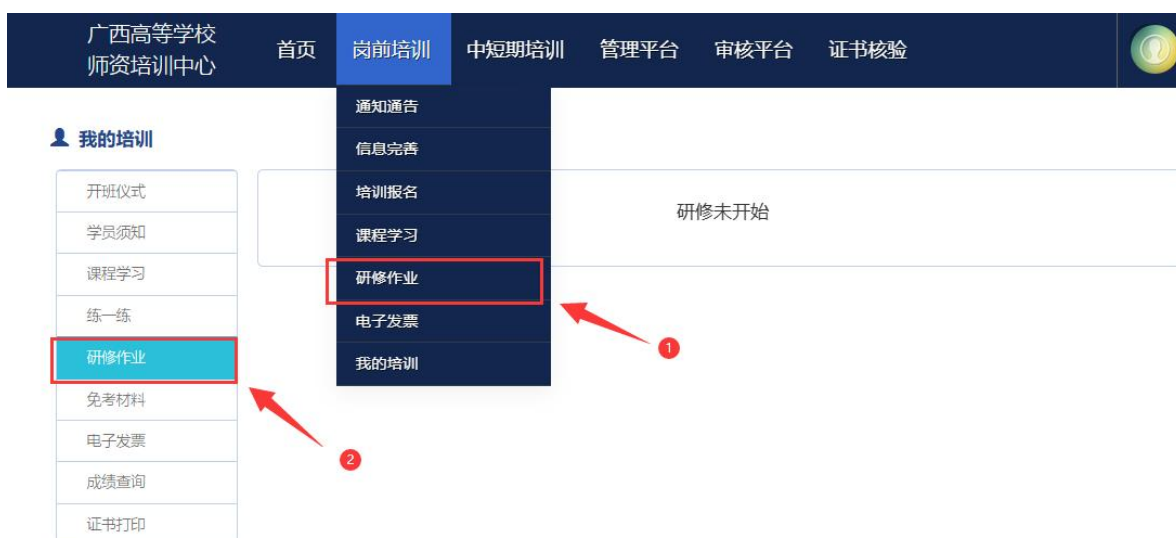 广西高等学校
师资培训中心
首页 岗前培训 中短期培训 管理平台 审核平台 证书核验
通知通告
信息完善
培训报名
课程学习
研修作业
电子发票
我的培训
我的培训
开班仪式
学员须知
课程学习
练一练
研修作业
免考材料
电子发票
成绩查询
证书打印
研修未开始
1
2